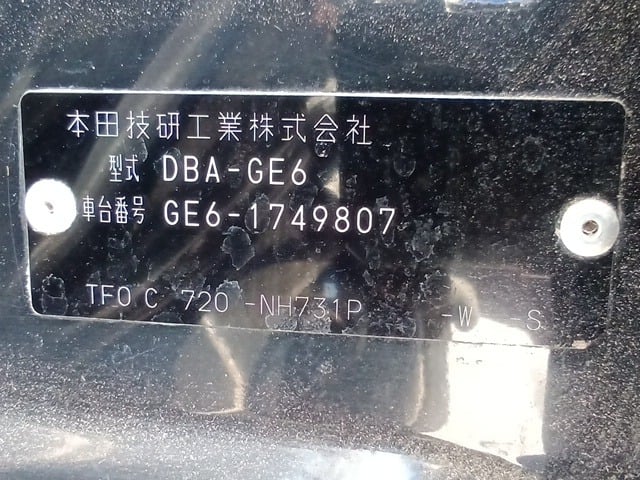 本田技研工業株式会社
型式 DBA-GE6
車台番号 GE6-1749807
TF0 C 720 -NH731P -W -S